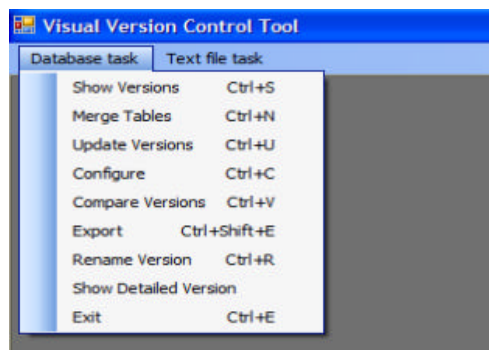 Visual Version Control Tool
Database task Text file task
Show Versions Ctrl+S
Merge Tables Ctrl+N
Update Versions Ctrl+U
Configure Ctrl+C
Compare Versions Ctrl+V
Export Ctrl+Shift+E
Rename Version Ctrl+R
Show Detailed Version
Exit Ctrl+E